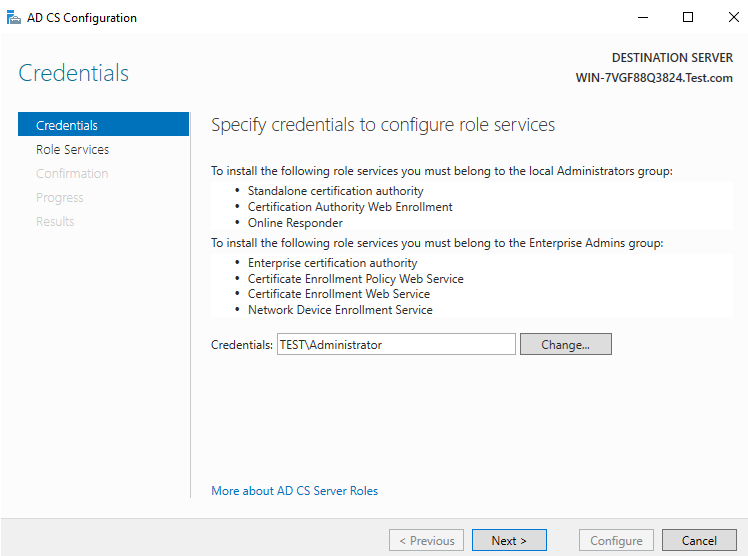 AD CS Configuration
Credentials
DESTINATION SERVER
WIN-7VGF88Q3824.Test.com
Credentials
Role Services
Confirmation
Progress
Results
Specify credentials to configure role services
To install the following role services you must belong to the local Administrators group:
• Standalone certification authority
• Certification Authority Web Enrollment
• Online Responder
To install the following role services you must belong to the Enterprise Admins group:
• Enterprise certification authority
• Certificate Enrollment Policy Web Service
• Certificate Enrollment Web Service
• Network Device Enrollment Service
Credentials: TEST\Administrator Change...
More about AD CS Server Roles
< Previous Next > Configure Cancel